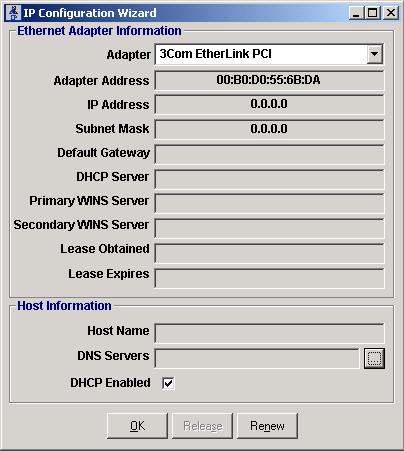 IP Configuration Wizard
Ethernet Adapter Information
Adapter 3Com EtherLink PCI
Adapter Address 00:B0:D0:55:6B:DA
IP Address 0.0.0.0
Subnet Mask 0.0.0.0
Default Gateway
DHCP Server
Primary WINS Server
Secondary WINS Server
Lease Obtained
Lease Expires
Host Information
Host Name
DNS Servers ...
DHCP Enabled
OK Release Renew